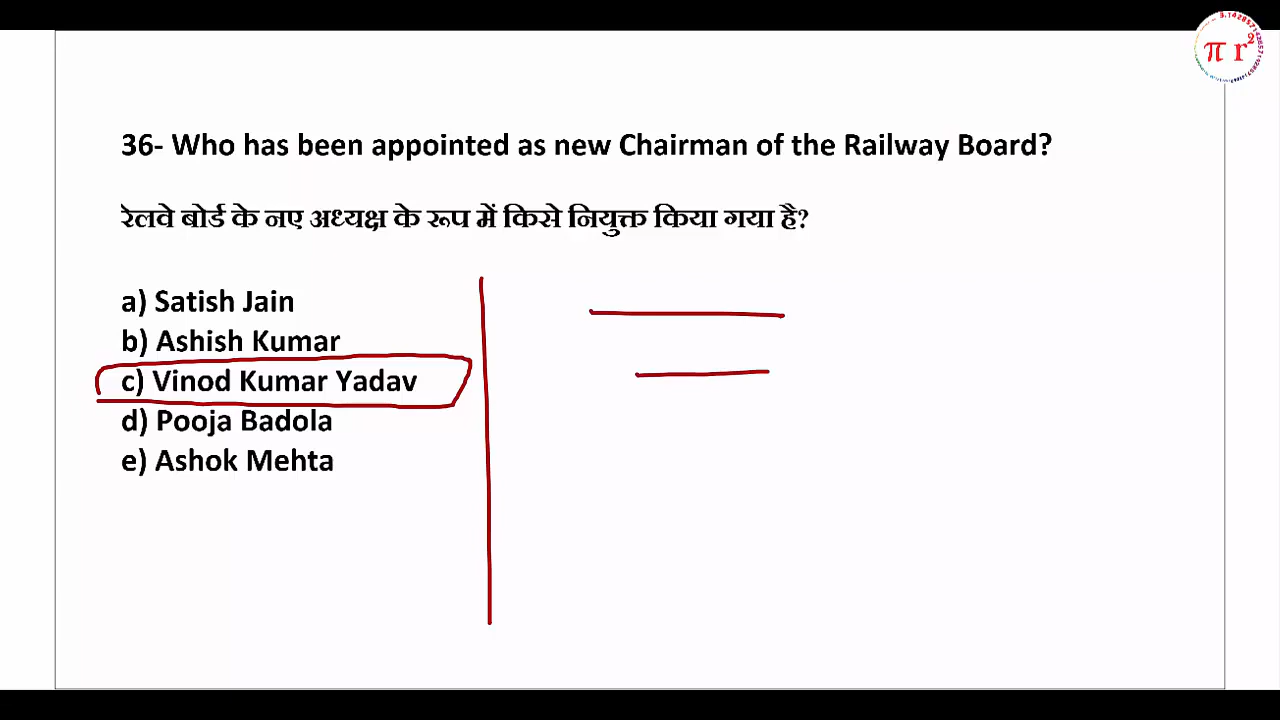 π r²
36- Who has been appointed as new Chairman of the Railway Board?
रेलवे बोर्ड के नए अध्यक्ष के रूप में किसे नियुक्त किया गया है?
a) Satish Jain
b) Ashish Kumar
c) Vinod Kumar Yadav
d) Pooja Badola
e) Ashok Mehta